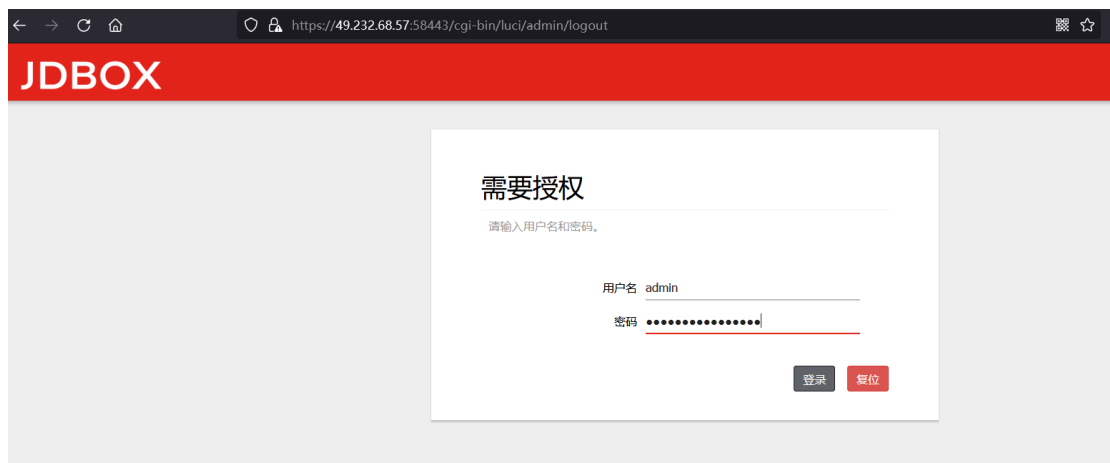 https://49.232.68.57:58443/cgi-bin/luci/admin/logout
JDBOX
需要授权
请输入用户名和密码。
用户名 admin
密码 ••••••••••••••••
登录 复位